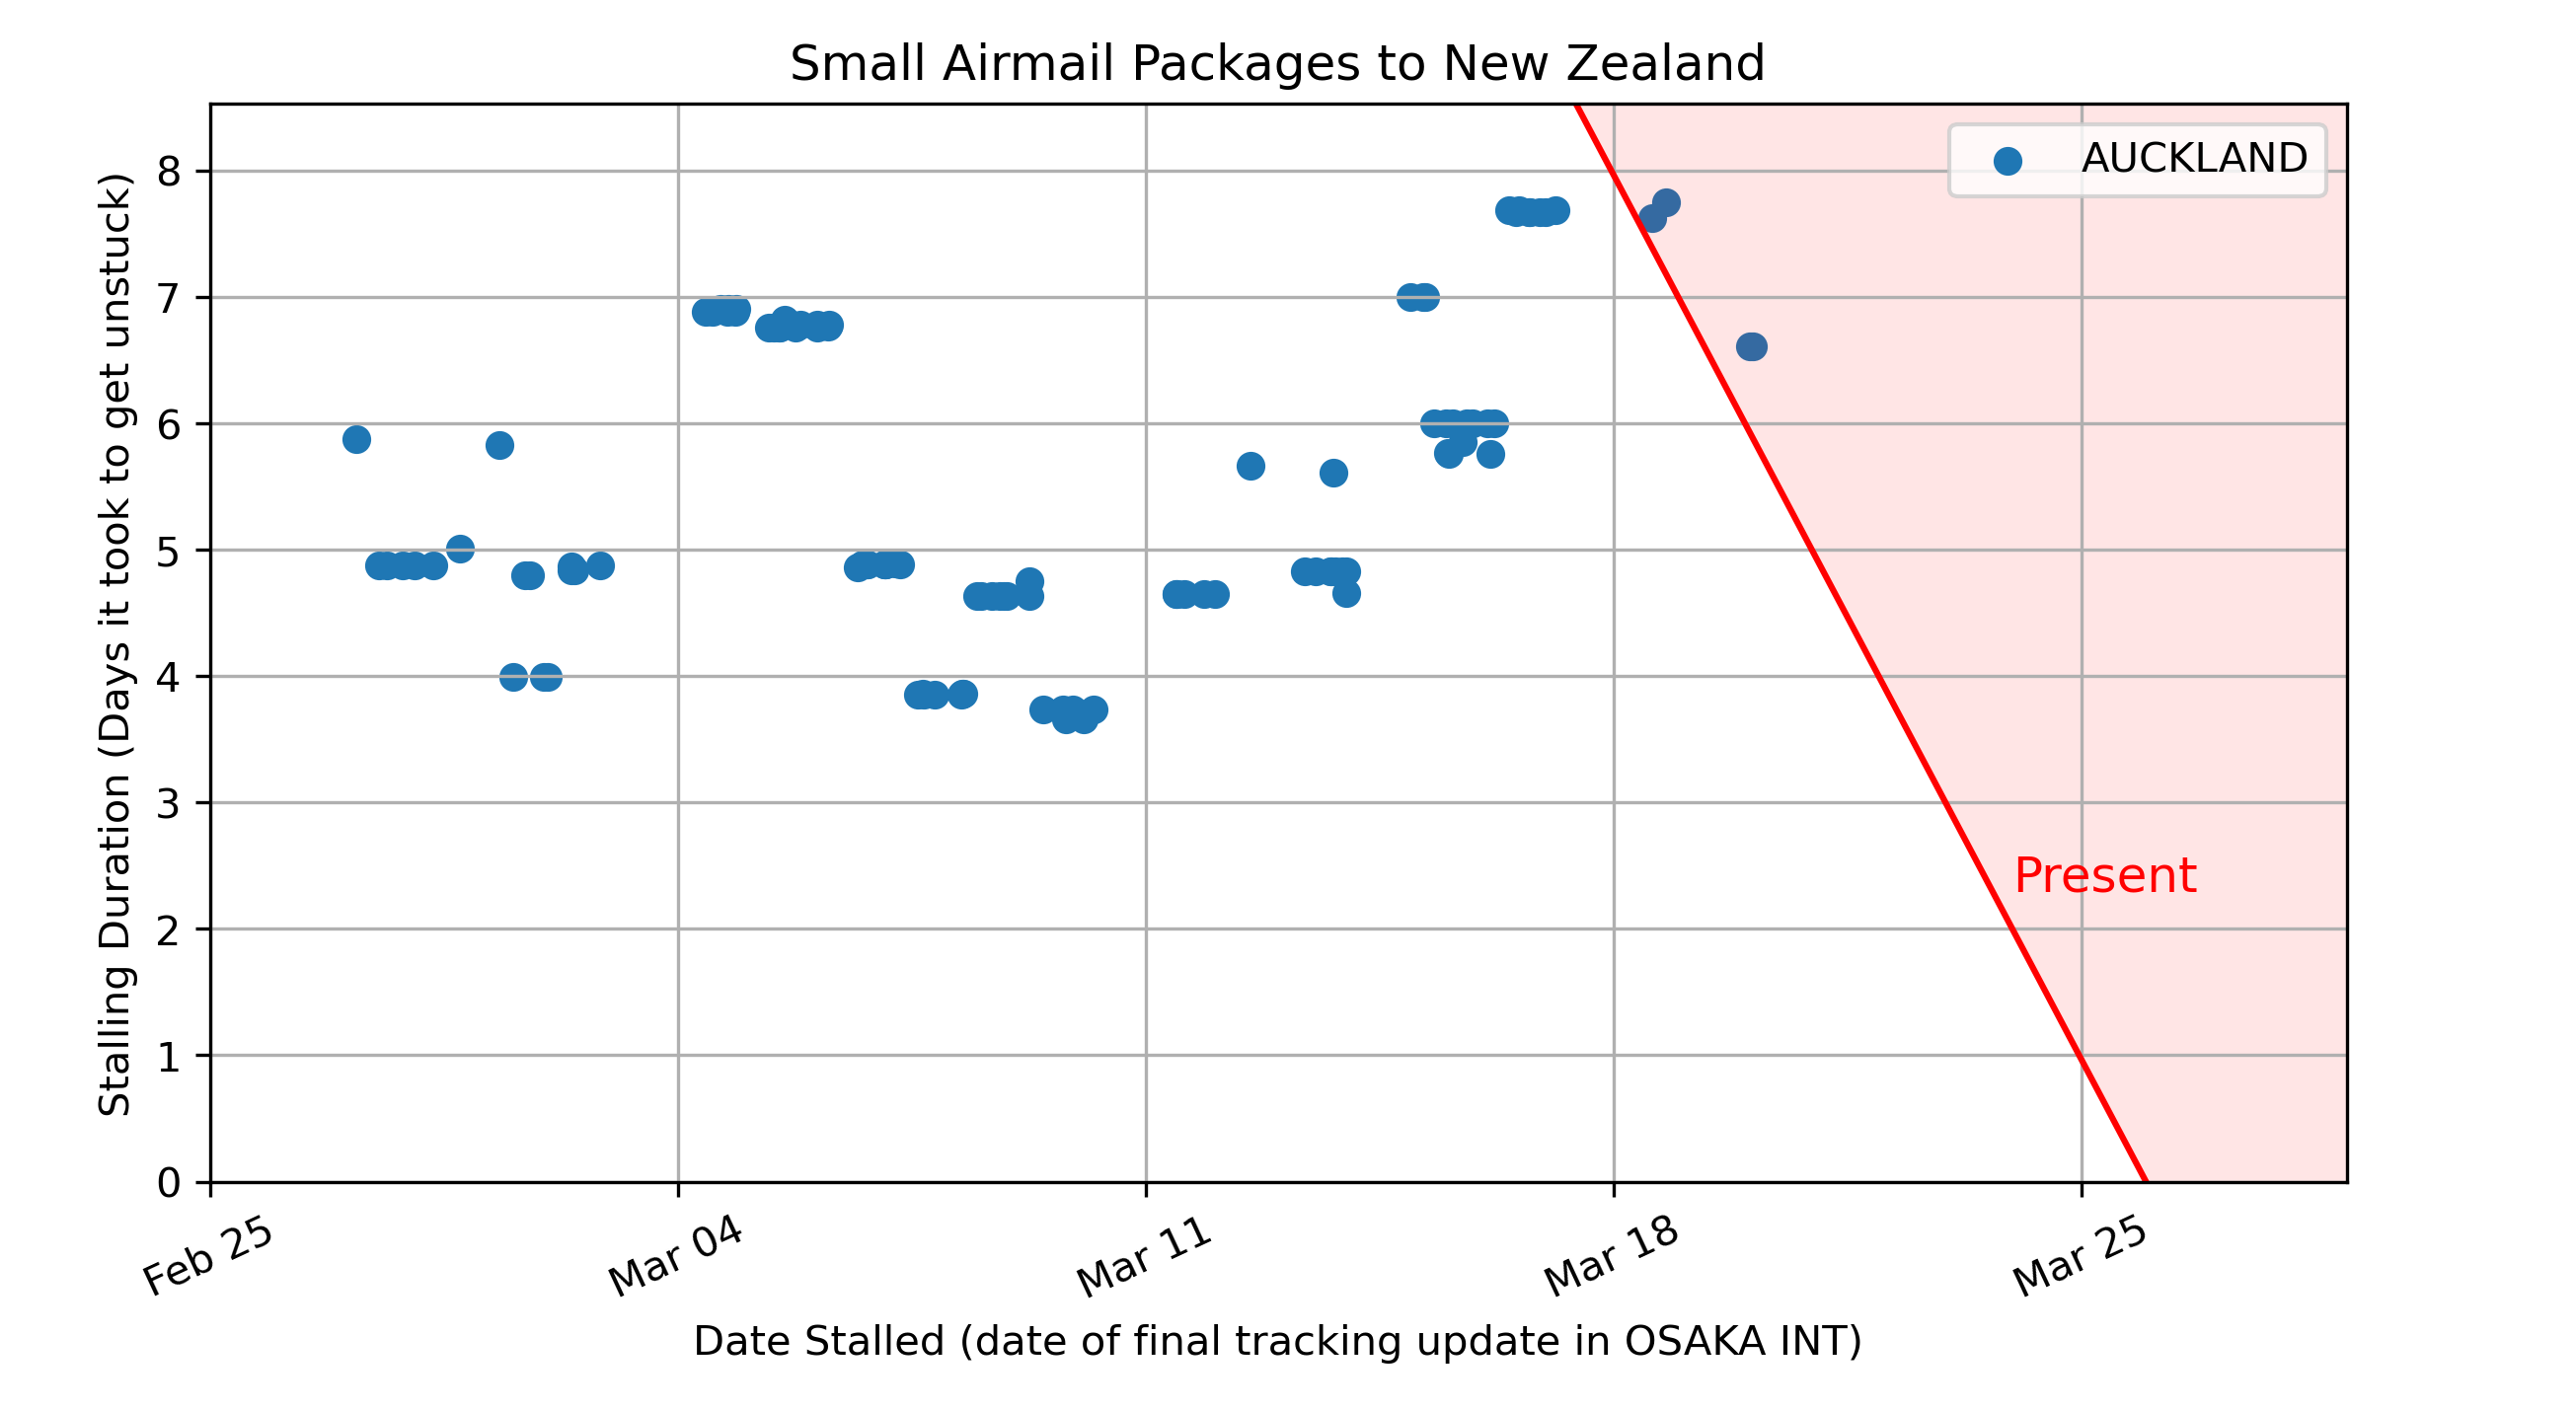 Small Airmail Packages to New Zealand
AUCKLAND
Stalling Duration (Days it took to get unstuck)
8
7
6
5
4
3
2
1
0
Present
Feb 25
Mar 04
Mar 11
Mar 18
Mar 25
Date Stalled (date of final tracking update in OSAKA INT)